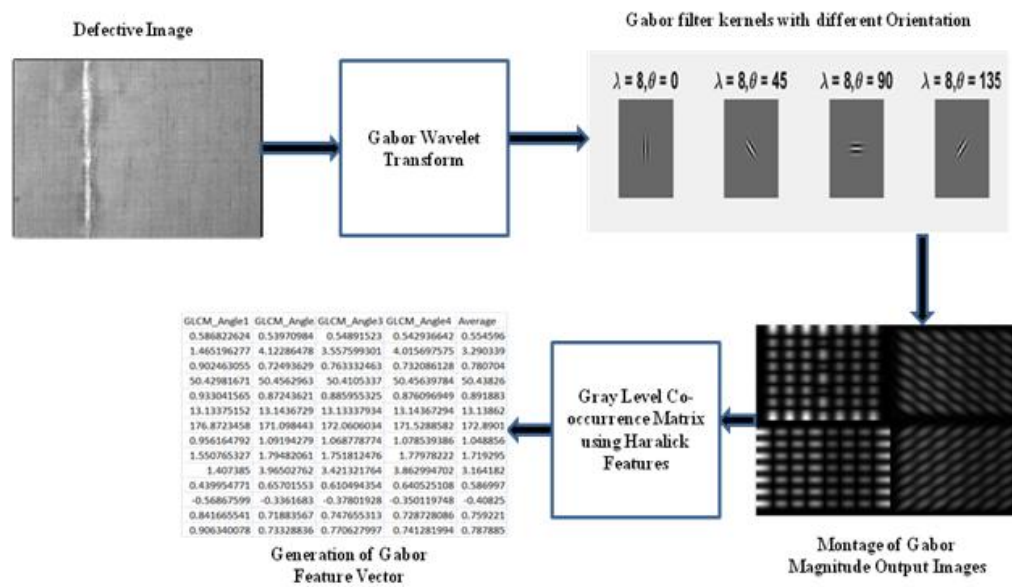 Defective Image
Gabor Wavelet
Transform
Gabor filter kernels with different Orientation
λ = 8,θ = 0 λ = 8,θ = 45 λ = 8,θ = 90 λ = 8,θ = 135
Montage of Gabor
Magnitude Output Images
Gray Level Co-
occurrence Matrix
using Haralick
Features
GLCM_Angle1 GLCM_Angle GLCM_Angle3 GLCM_Angle4 Average
0.586822624 0.53970984 0.54891523 0.542936642 0.554596
1.465196277 4.12286478 3.557599301 4.015697575 3.290339
0.902463055 0.72493629 0.763332463 0.732086128 0.780704
50.42981671 50.4562963 50.4105337 50.45639784 50.43826
0.933041565 0.87243621 0.885955325 0.876096949 0.891883
13.13375152 13.1436729 13.13337934 13.14367294 13.13862
176.8723458 171.098443 172.0606034 171.5288582 172.8901
0.956164792 1.09194279 1.068778774 1.078539386 1.048856
1.550765327 1.79482061 1.751812476 1.77978222 1.719295
1.407385 3.96502762 3.421321764 3.862994702 3.164182
0.439954771 0.65701553 0.610494354 0.640525108 0.586997
-0.56867599 -0.3361683 -0.37801928 -0.350119748 -0.40825
0.841665541 0.71883567 0.747655313 0.728728086 0.759221
0.906340078 0.73328836 0.770627997 0.741281994 0.787885
Generation of Gabor
Feature Vector